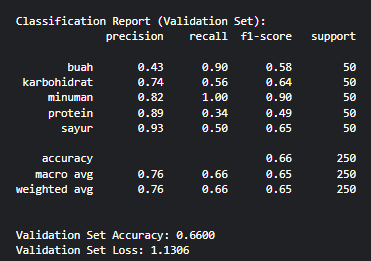 Classification Report (Validation Set):
precision recall f1-score support
buah 0.43 0.90 0.58 50
karbohidrat 0.74 0.56 0.64 50
minuman 0.82 1.00 0.90 50
protein 0.89 0.34 0.49 50
sayur 0.93 0.50 0.65 50
accuracy 0.66 250
macro avg 0.76 0.66 0.65 250
weighted avg 0.76 0.66 0.65 250
Validation Set Accuracy: 0.6600
Validation Set Loss: 1.1306